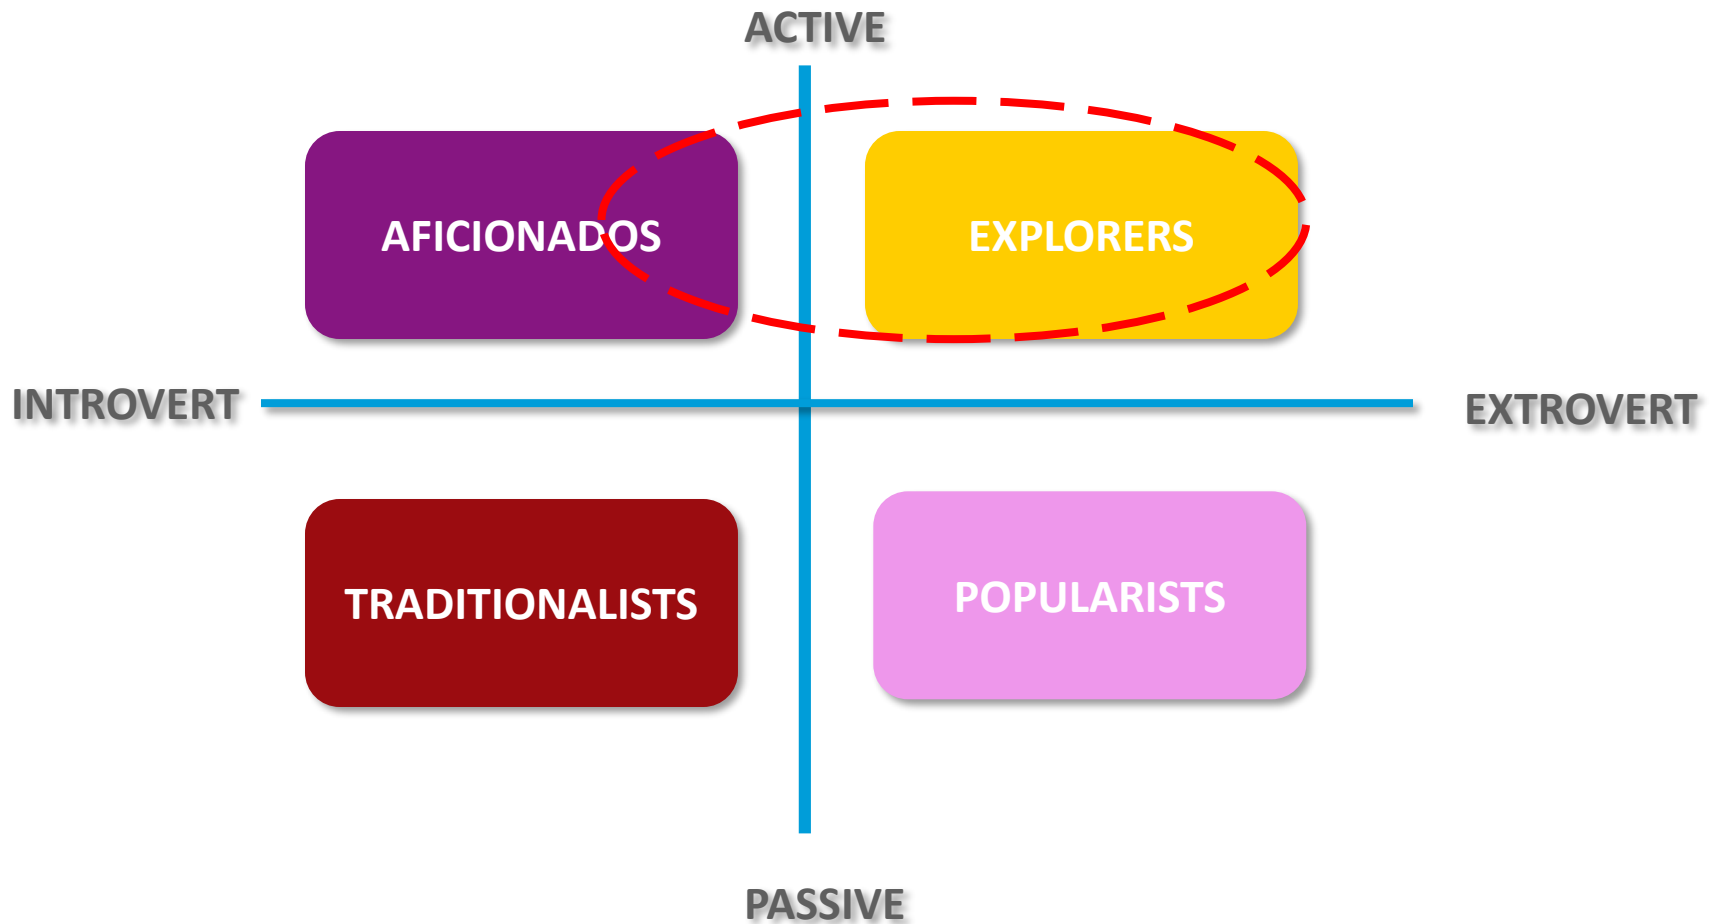 ACTIVE
AFICIONADOS
EXPLORERS
INTROVERT
EXTROVERT
TRADITIONALISTS
POPULARISTS
PASSIVE